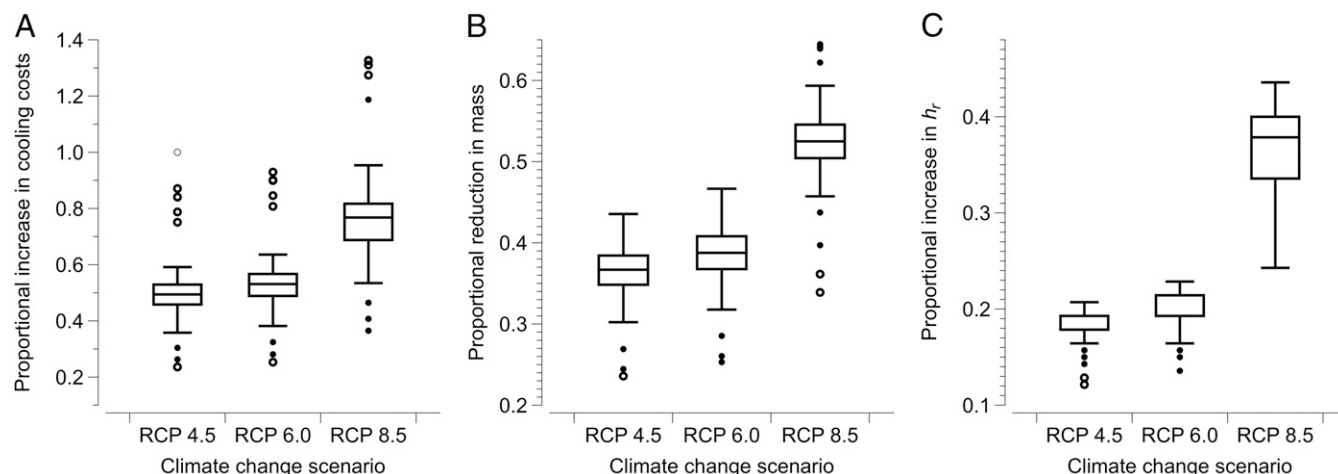 A
Proportional increase in cooling costs
1.4
1.2
1.0
0.8
0.6
0.4
0.2
RCP 4.5 RCP 6.0 RCP 8.5
Climate change scenario
B
Proportional reduction in mass
0.6
0.5
0.4
0.3
0.2
RCP 4.5 RCP 6.0 RCP 8.5
Climate change scenario
C
Proportional increase in hr
0.4
0.3
0.2
0.1
RCP 4.5 RCP 6.0 RCP 8.5
Climate change scenario